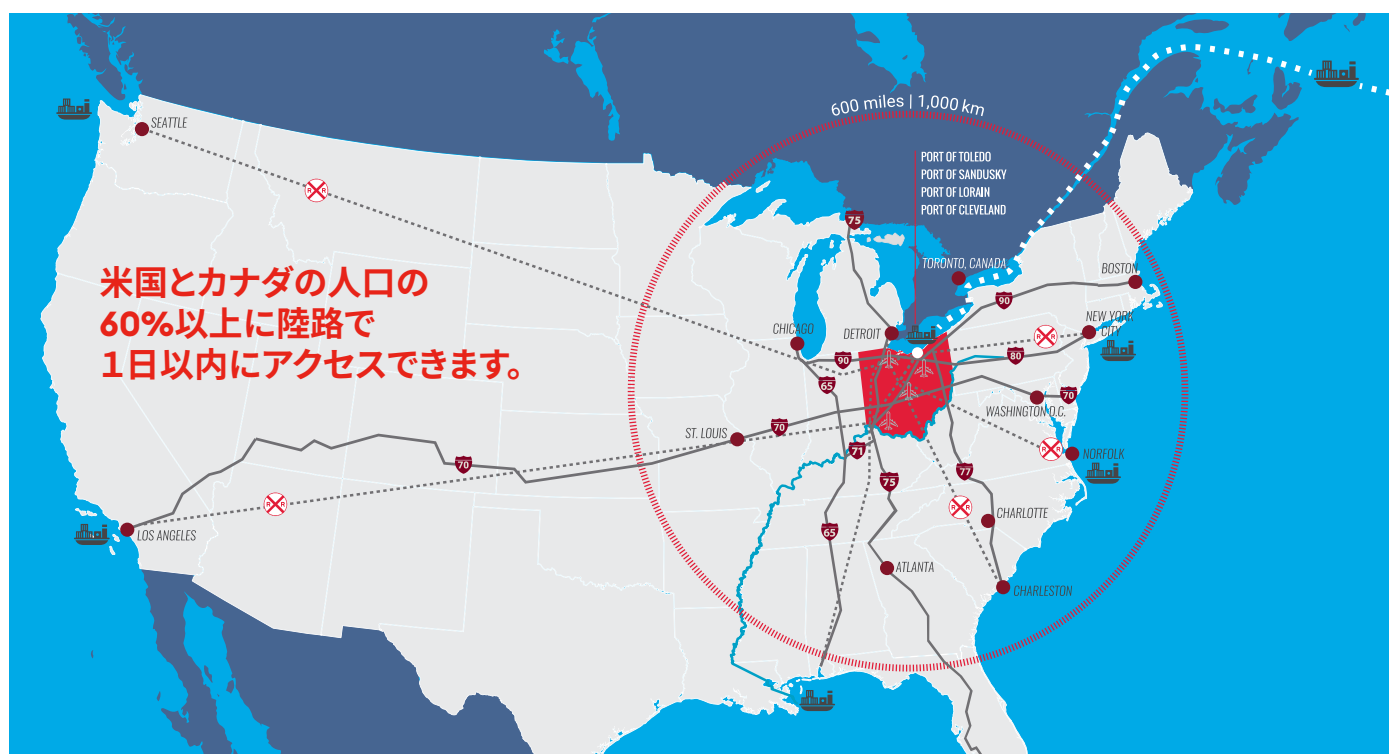 600 miles | 1,000 km
PORT OF TOLEDO
PORT OF SANDUSKY
PORT OF LORAIN
PORT OF CLEVELAND
SEATTLE
R R
75
TORONTO, CANADA
BOSTON
米国とカナダの人口の
60%以上に陸路で
1日以内にアクセスできます。
90
NEW YORK
CITY
CHICAGO
DETROIT
R R
90
80
65
WASHINGTON D.C.
70
ST. LOUIS
70
71
R R
NORFOLK
70
77
75
R R
R R
CHARLOTTE
LOS ANGELES
65
ATLANTA
CHARLESTON